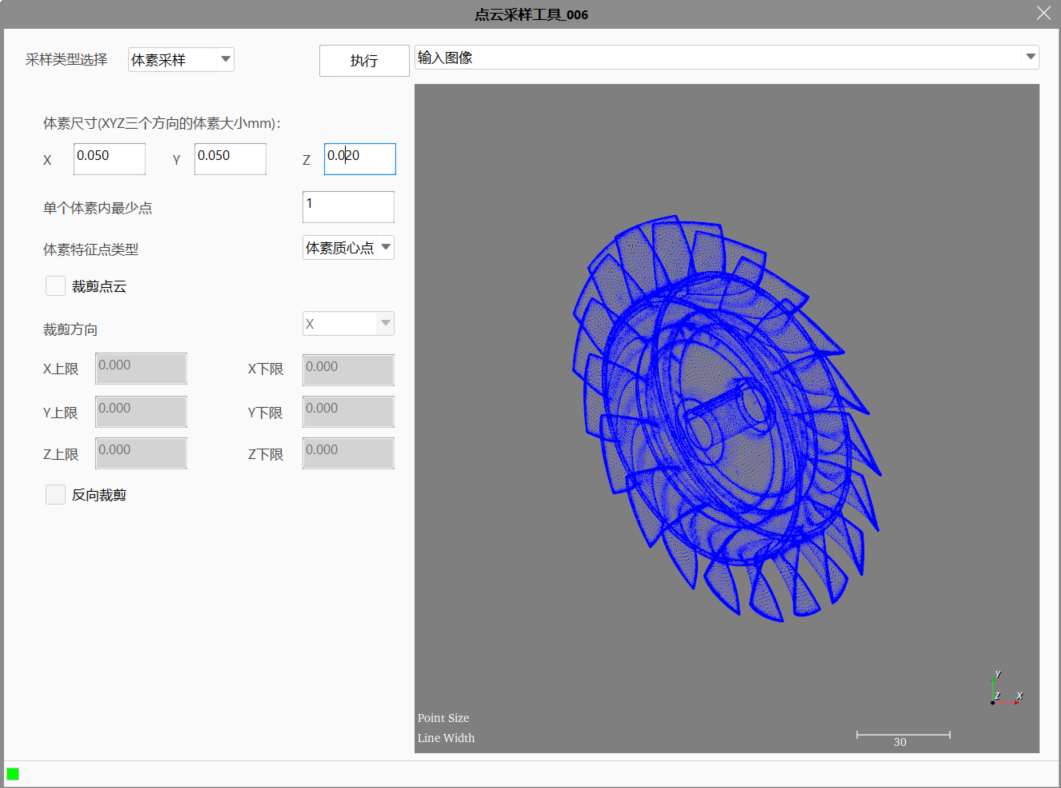 点云采样工具_006
采样类型选择 体素采样 执行 输入图像
体素尺寸(XYZ三个方向的体素大小mm):
X 0.050 Y 0.050 Z 0.020
单个体素内最少点 1
体素特征点类型 体素质心点
裁剪点云
裁剪方向 X
X上限 0.000 X下限 0.000
Y上限 0.000 Y下限 0.000
Z上限 0.000 Z下限 0.000
反向裁剪
Y
Z X
Point Size
Line Width
30